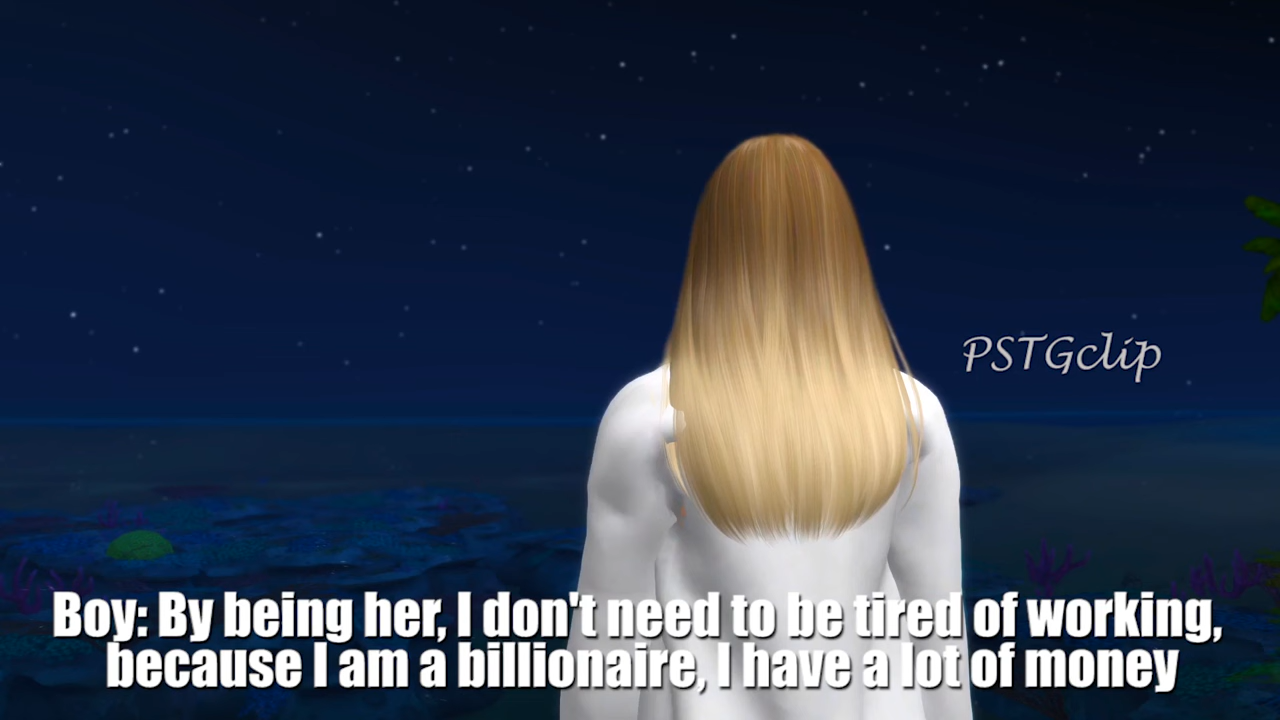 PSTGclip
Boy: By being her, I don't need to be tired of working,
because I am a billionaire, I have a lot of money